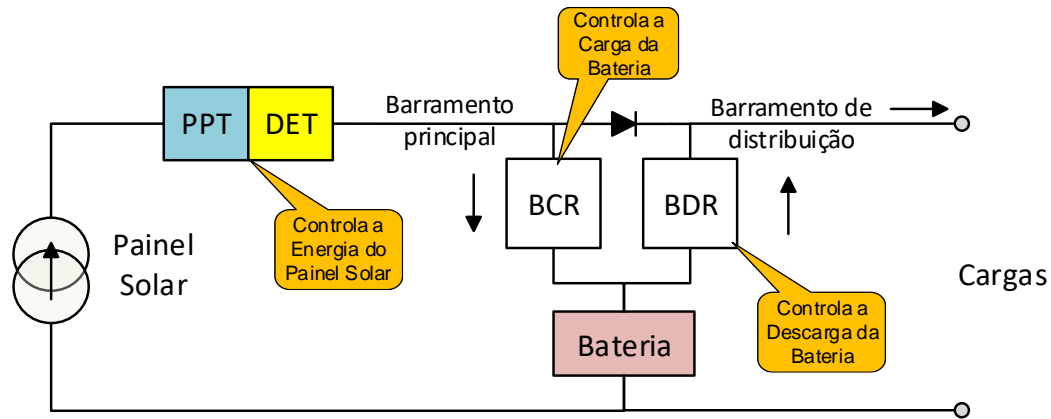 Controla a
Carga da
Bateria
PPT
DET
Barramento
principal
Barramento de
distribuição
BCR
BDR
Controla a
Energia do
Painel Solar
Painel
Solar
Cargas
Controla a
Descarga da
Bateria
Bateria